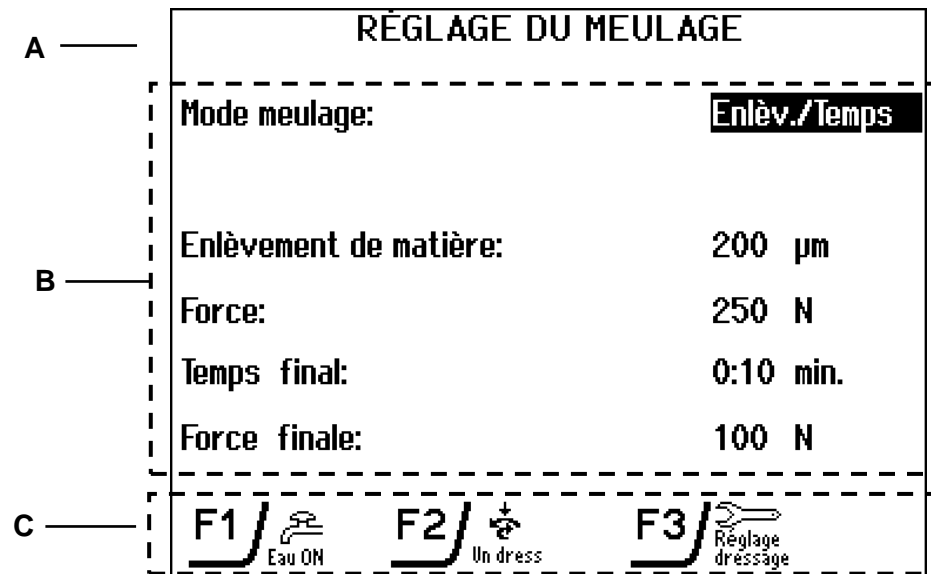 A
RÉGLAGE DU MEULAGE
Mode meulage: Enlèv./Temps
B
Enlèvement de matière: 200 µm
Force: 250 N
Temps final: 0:10 min.
Force finale: 100 N
C
F1 Eau ON F2 Un dress F3 Réglage dressage